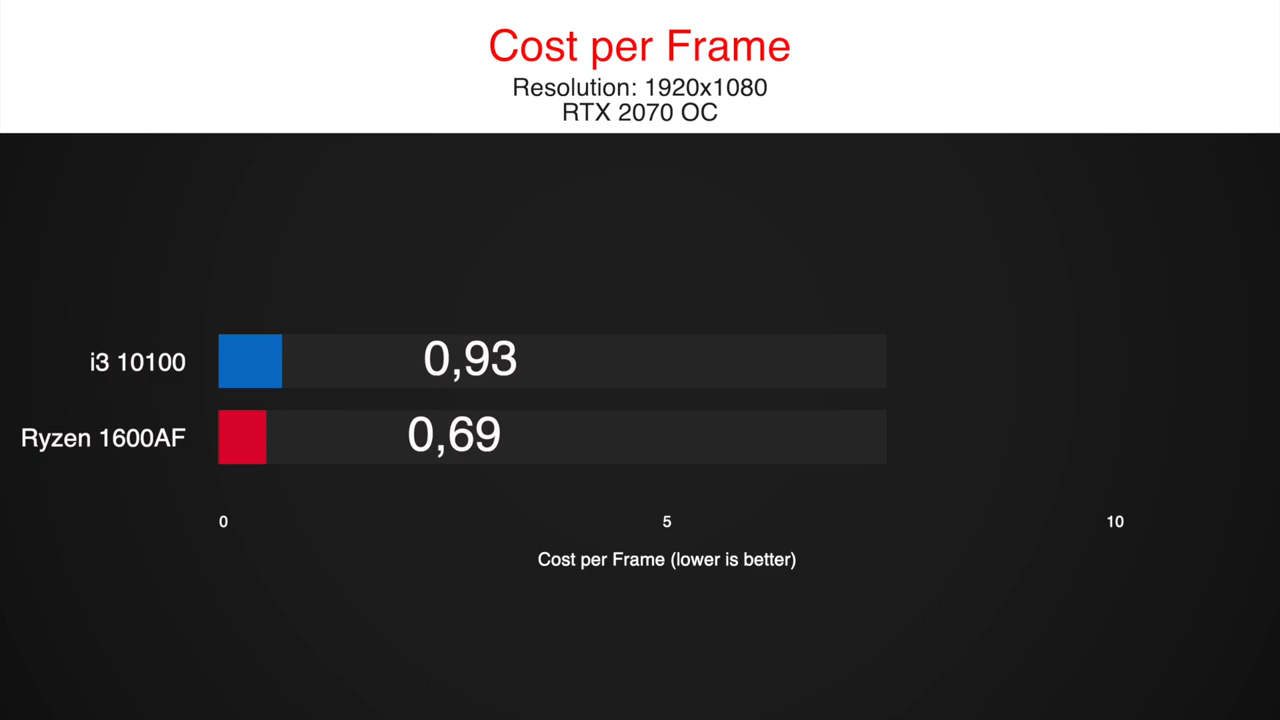 Cost per Frame
Resolution: 1920x1080
RTX 2070 OC
i3 10100
0,93
Ryzen 1600AF
0,69
0 5 10
Cost per Frame (lower is better)